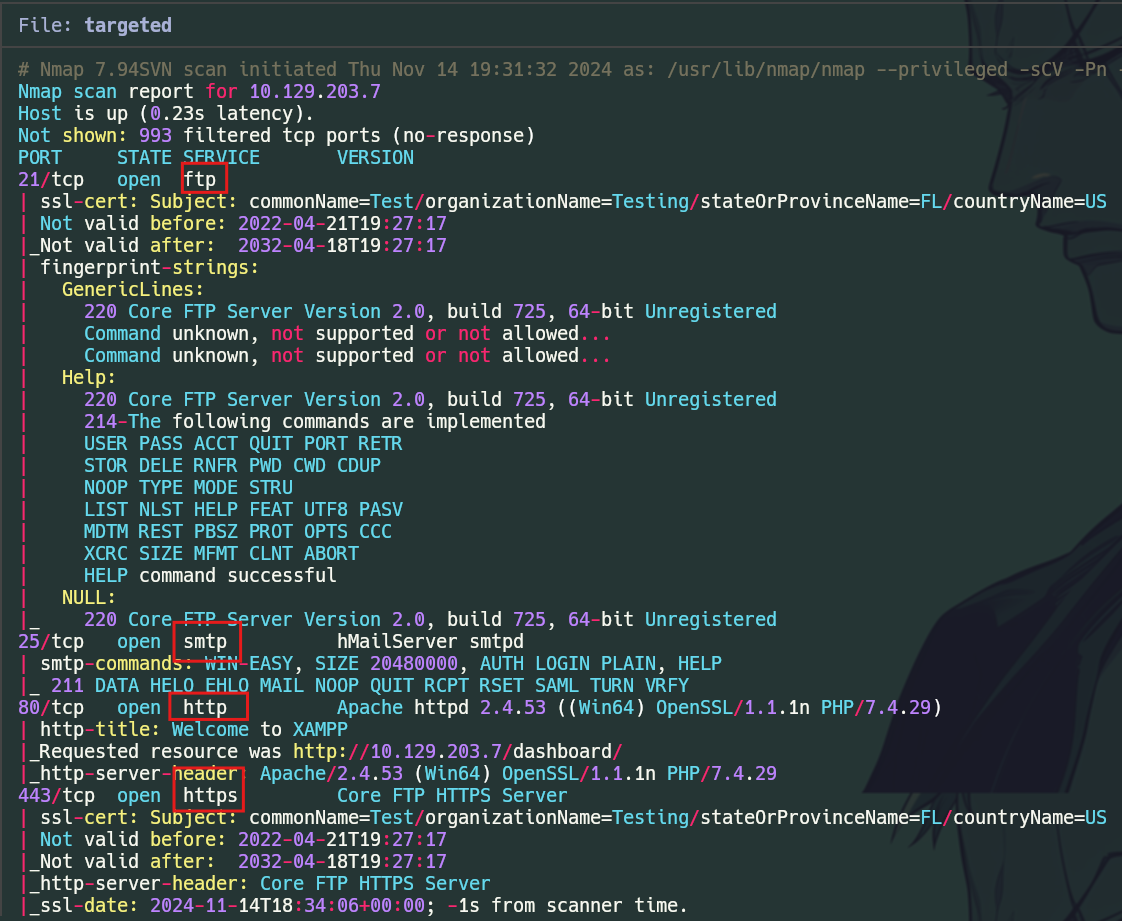 File: targeted
# Nmap 7.94SVN scan initiated Thu Nov 14 19:31:32 2024 as: /usr/lib/nmap/nmap --privileged -sCV -Pn -
Nmap scan report for 10.129.203.7
Host is up (0.23s latency).
Not shown: 993 filtered tcp ports (no-response)
PORT     STATE SERVICE       VERSION
21/tcp   open  ftp
| ssl-cert: Subject: commonName=Test/organizationName=Testing/stateOrProvinceName=FL/countryName=US
| Not valid before: 2022-04-21T19:27:17
|_Not valid after:  2032-04-18T19:27:17
| fingerprint-strings:
|   GenericLines:
|     220 Core FTP Server Version 2.0, build 725, 64-bit Unregistered
|     Command unknown, not supported or not allowed...
|     Command unknown, not supported or not allowed...
|   Help:
|     220 Core FTP Server Version 2.0, build 725, 64-bit Unregistered
|     214-The following commands are implemented
|     USER PASS ACCT QUIT PORT RETR
|     STOR DELE RNFR PWD CWD CDUP
|     NOOP TYPE MODE STRU
|     LIST NLST HELP FEAT UTF8 PASV
|     MDTM REST PBSZ PROT OPTS CCC
|     XCRC SIZE MFMT CLNT ABORT
|     HELP command successful
|   NULL:
|_    220 Core FTP Server Version 2.0, build 725, 64-bit Unregistered
25/tcp   open  smtp          hMailServer smtpd
| smtp-commands: WIN-EASY, SIZE 20480000, AUTH LOGIN PLAIN, HELP
|_ 211 DATA HELO EHLO MAIL NOOP QUIT RCPT RSET SAML TURN VRFY
80/tcp   open  http          Apache httpd 2.4.53 ((Win64) OpenSSL/1.1.1n PHP/7.4.29)
| http-title: Welcome to XAMPP
|_Requested resource was http://10.129.203.7/dashboard/
|_http-server-header: Apache/2.4.53 (Win64) OpenSSL/1.1.1n PHP/7.4.29
443/tcp  open  https         Core FTP HTTPS Server
| ssl-cert: Subject: commonName=Test/organizationName=Testing/stateOrProvinceName=FL/countryName=US
| Not valid before: 2022-04-21T19:27:17
|_Not valid after:  2032-04-18T19:27:17
|_http-server-header: Core FTP HTTPS Server
|_ssl-date: 2024-11-14T18:34:06+00:00; -1s from scanner time.